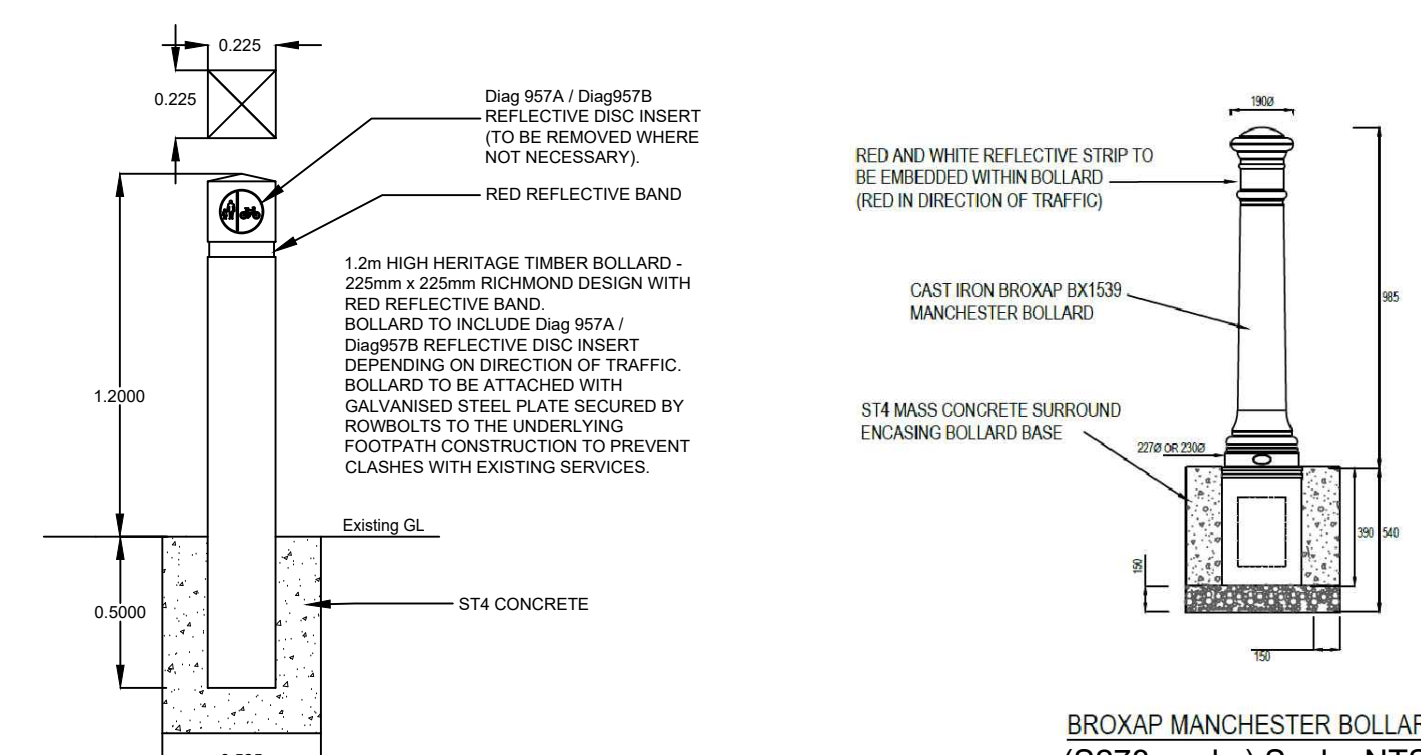 0.225
0.225
Diag 957A / Diag957B
REFLECTIVE DISC INSERT
(TO BE REMOVED WHERE
NOT NECESSARY).
RED REFLECTIVE BAND
1.2m HIGH HERITAGE TIMBER BOLLARD -
225mm x 225mm RICHMOND DESIGN WITH
RED REFLECTIVE BAND.
BOLLARD TO INCLUDE Diag 957A /
Diag957B REFLECTIVE DISC INSERT
DEPENDING ON DIRECTION OF TRAFFIC.
BOLLARD TO BE ATTACHED WITH
GALVANISED STEEL PLATE SECURED BY
ROWBOLTS TO THE UNDERLYING
FOOTPATH CONSTRUCTION TO PREVENT
CLASHES WITH EXISTING SERVICES.
1.2000
Existing GL
0.5000
ST4 CONCRETE
190Ø
RED AND WHITE REFLECTIVE STRIP TO
BE EMBEDDED WITHIN BOLLARD
(RED IN DIRECTION OF TRAFFIC)
CAST IRON BROXAP BX1539
MANCHESTER BOLLARD
985
ST4 MASS CONCRETE SURROUND
ENCASING BOLLARD BASE
227Ø OR 230Ø
390 540
150
150
BROXAP MANCHESTER BOLLAR